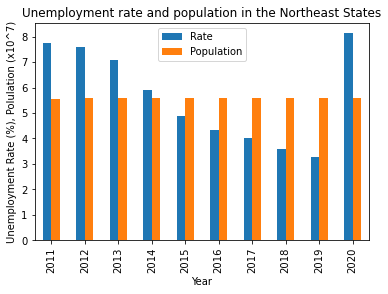 Unemployment rate and population in the Northeast States
Rate
Population
Unemployment Rate (%), Polulation (x10^7)
8
7
6
5
4
3
2
1
0
2011 2012 2013 2014 2015 2016 2017 2018 2019 2020
Year